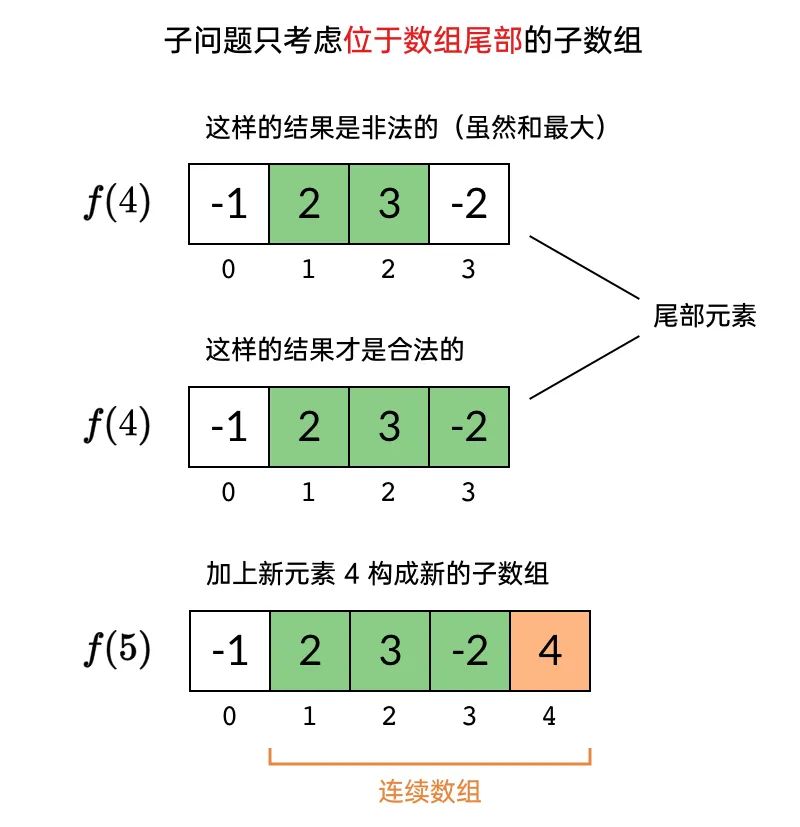 子问题只考虑位于数组尾部的子数组
这样的结果是非法的（虽然和最大）
f(4) -1 2 3 -2
0 1 2 3
尾部元素
这样的结果才是合法的
f(4) -1 2 3 -2
0 1 2 3
加上新元素 4 构成新的子数组
f(5) -1 2 3 -2 4
0 1 2 3 4
连续数组